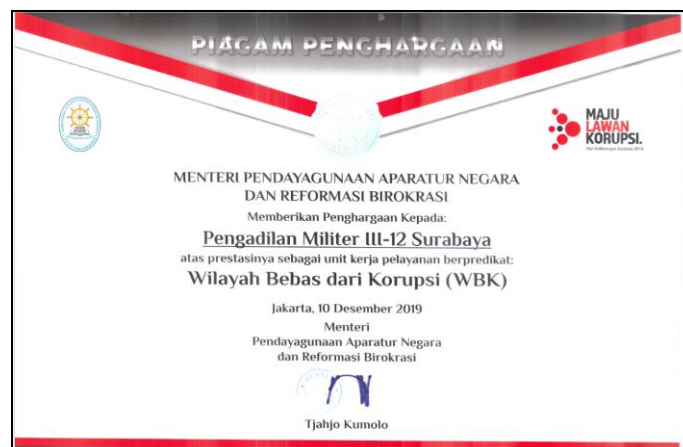 PIAGAM PENGHARGAAN
MAJU
LAWAN
KORUPSI.
MENTERI PENDAYAGUNAAN APARATUR NEGARA
DAN REFORMASI BIROKRASI
Memberikan Penghargaan Kepada:
Pengadilan Militer III-12 Surabaya
atas prestasinya sebagai unit kerja pelayanan berpredikat:
Wilayah Bebas dari Korupsi (WBK)
Jakarta, 10 Desember 2019
Menteri
Pendayagunaan Aparatur Negara
dan Reformasi Birokrasi
Tjahjo Kumolo